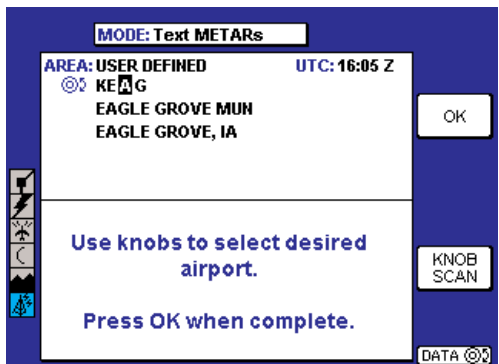 MODE: Text METARs
AREA: USER DEFINED UTC: 16:05 Z
KEAG
EAGLE GROVE MUN
EAGLE GROVE, IA
OK
Use knobs to select desired
airport.
KNOB
SCAN
Press OK when complete.
DATA